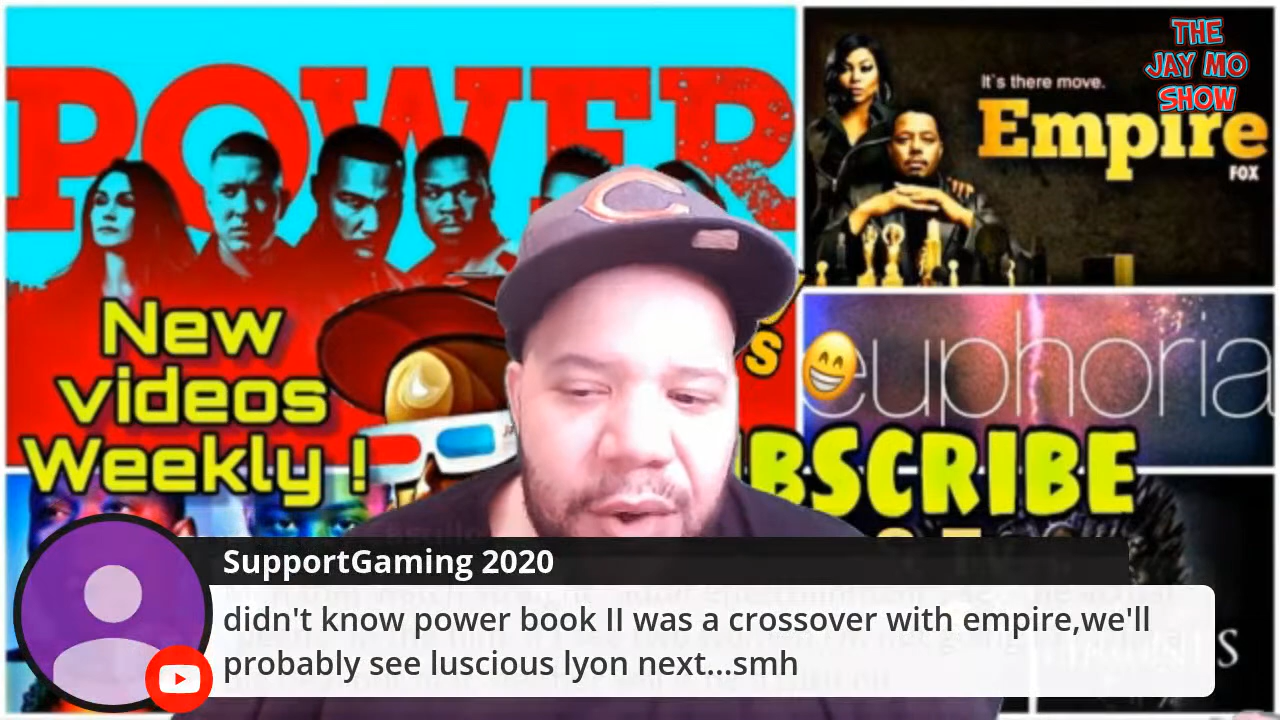 POWER
THE
JAY MO
SHOW
It`s there move.
Empire
FOX
New
videos
Weekly !
S
euphoria
BSCRIBE
SupportGaming 2020
didn't know power book II was a crossover with empire,we'll
probably see luscious lyon next...smh